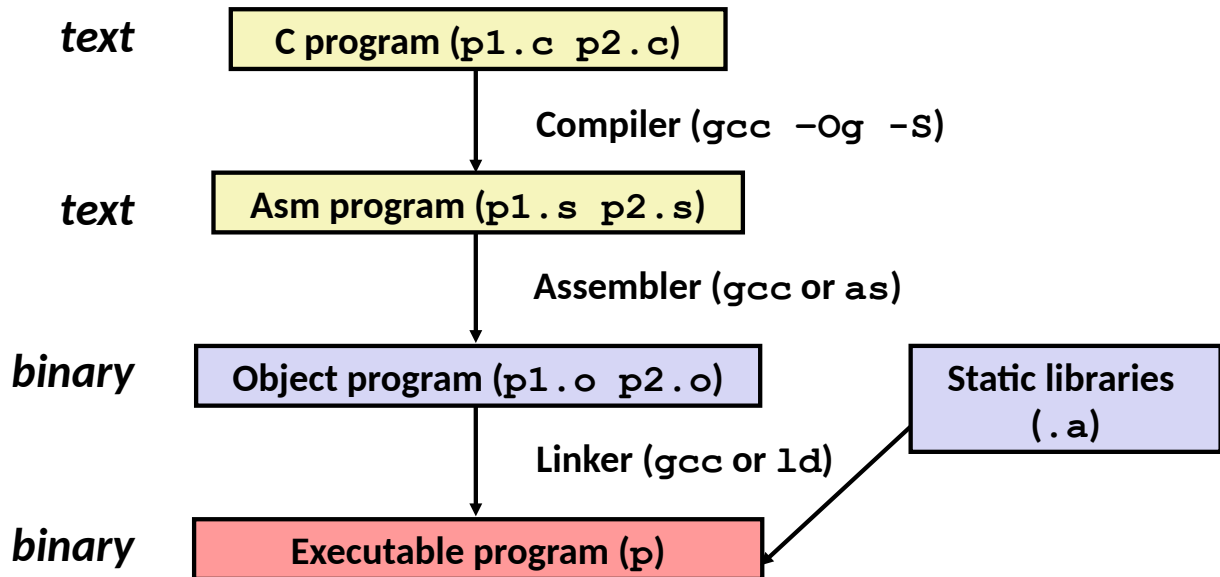 text
C program (p1.c p2.c)
Compiler (gcc –Og -S)
text
Asm program (p1.s p2.s)
Assembler (gcc or as)
binary
Object program (p1.o p2.o)
Static libraries
(.a)
Linker (gcc or ld)
binary
Executable program (p)